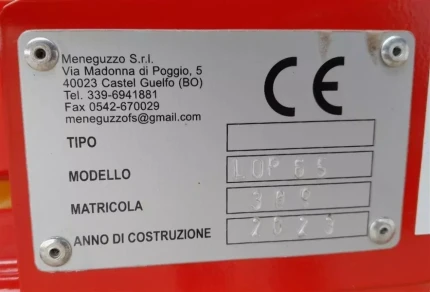 Meneguzzo S.r.l.
Via Madonna di Poggio, 5
40023 Castel Guelfo (BO)
Tel. 339-6941881
Fax 0542-670029
meneguzzofs@gmail.com
CE
TIPO
MODELLO
MATRICOLA
ANNO DI COSTRUZIONE 2023